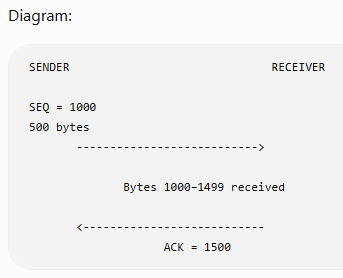 Diagram:
SENDER RECEIVER
SEQ = 1000
500 bytes
--------------------------->
Bytes 1000–1499 received
<---------------------------
ACK = 1500